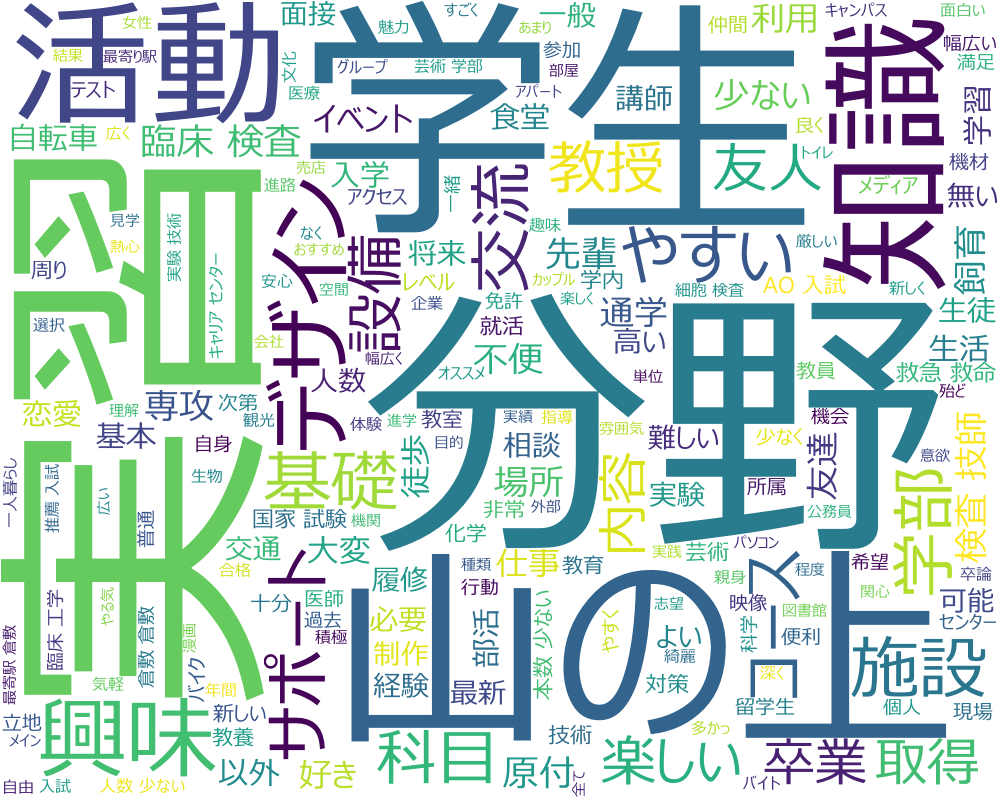 活動
学生
知識
実習
分野
山の上
女性
最寄り駅
結果
テスト
広く
面接
文化
医療
魅力
すごく
グループ
芸術 学部
あまり
一般
参加
部屋
アパート
仲間
利用
キャンパス
面白い
幅広い
満足
自転車
臨床 検査
イベント
食堂
講師
少ない
良く
トイレ
学習
機材
無い
メディア
売店
進路
入学
アクセス
一緒
教授
友人
見学
熱心
実験 技術
なく
おすすめ
デザイン
設備
交流
趣味
厳しい
周り
安心
空間
将来
レベル
先輩
カップル
学内
やすい
AO 入試
飼育
選択
キャリア センター
会社
企業
免許
楽しく
細胞 検査
新しく
生徒
幅広く
就活
通学
恋愛
理解
専攻
次第
観光
人数
オススメ
不便
高い
単位
教員
救急 救命
生活
殆ど
基本
自身
体験
進学
教室
実績
指導
目的
相談
雰囲気
難しい
少なく
機会
友達
意欲
一人暮らし
広い
推薦 入試
普通
生物
基礎
徒歩
場所
内容
実験
所属
公務員
学部
検査 技師
国家 試験
機関
非常
外部
化学
交通
合格
大変
サポート
種類
仕事
教育
実践
芸術
パソコン
希望
卒論
臨床 工学
やる気
十分
医師
履修
行動
親身
程度
関心
可能
過去
積極
必要
部活
志望
映像
図書館
センター
最寄駅 倉敷
倉敷 倉敷
漫画
バイク
制作
やすく
よい
綺麗
科学
便利
コース
施設
気軽
年間
経験
最新
本数 少ない
対策
深く
留学生
個人
現場
立地
メイン
興味
新しい
教養
科目
技術
多かっ
以外
好き
原付
楽しい
卒業
取得
自由
入試
人数 少ない
全て
バイト